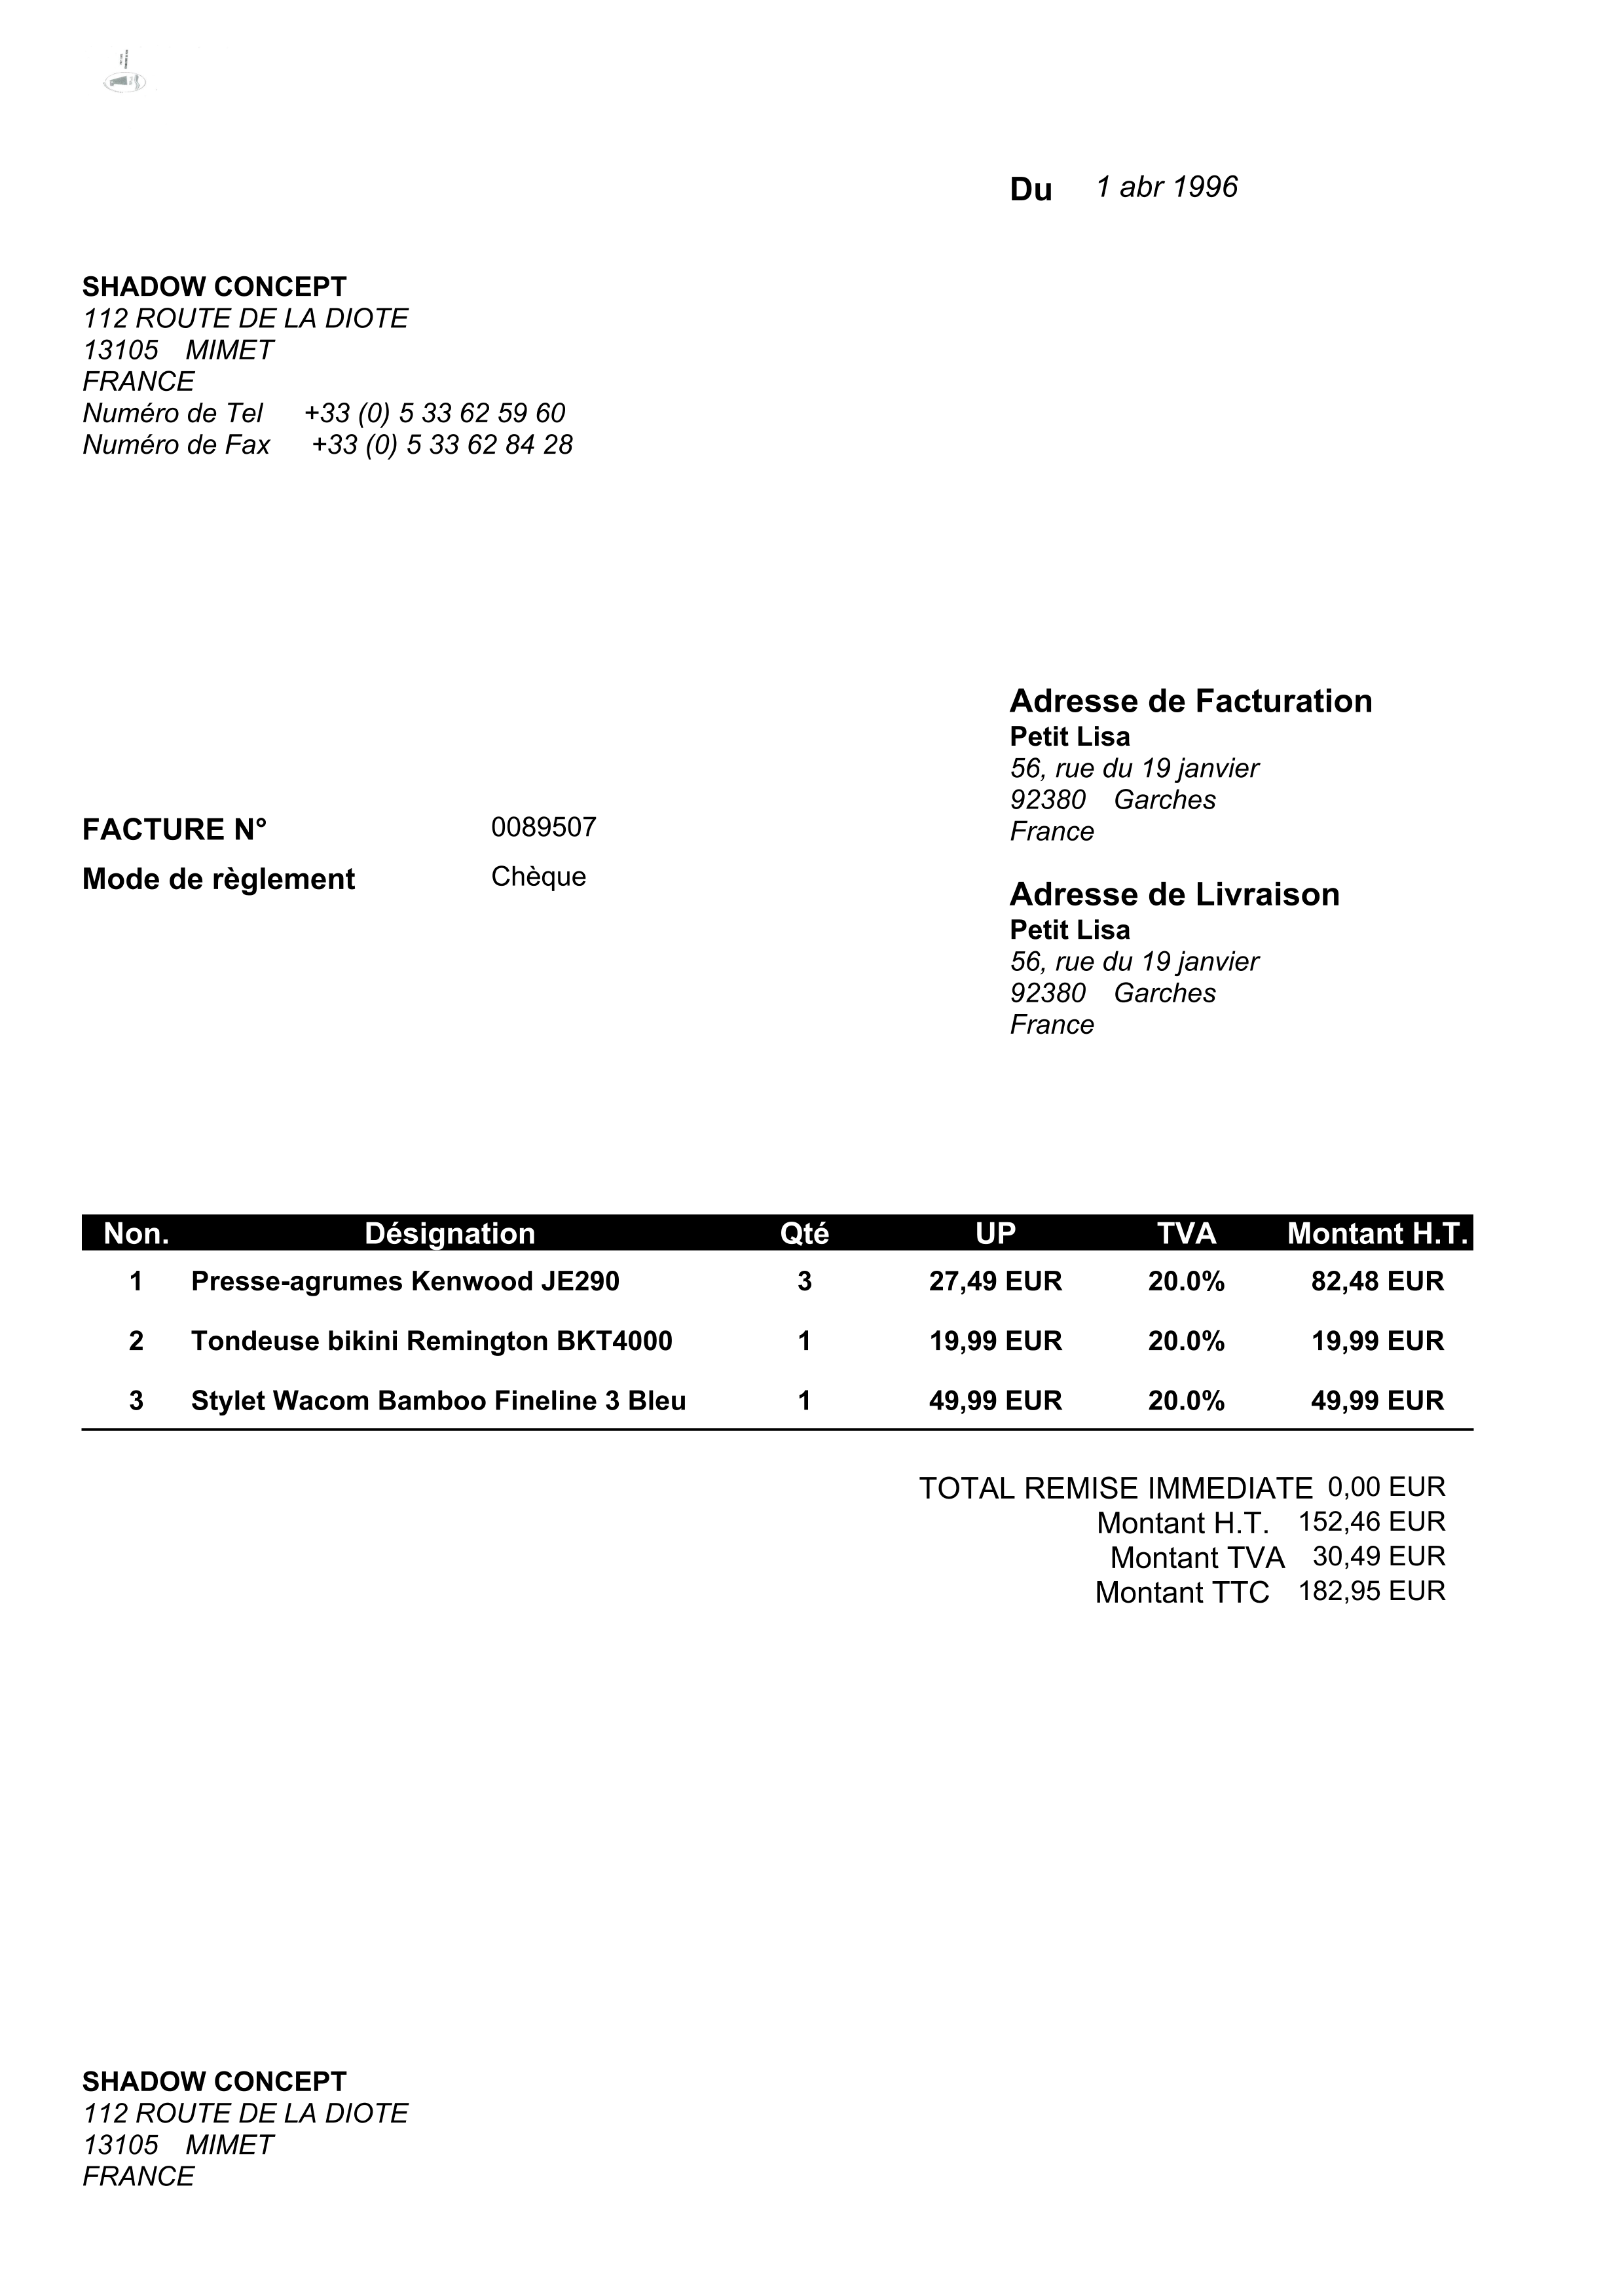 Du 1 abr 1996
SHADOW CONCEPT
112 ROUTE DE LA DIOTE
13105 MIMET
FRANCE
Numéro de Tel +33 (0) 5 33 62 59 60
Numéro de Fax +33 (0) 5 33 62 84 28
Adresse de Facturation
Petit Lisa
56, rue du 19 janvier
92380 Garches
France
FACTURE N° 0089507
Mode de règlement Chèque
Adresse de Livraison
Petit Lisa
56, rue du 19 janvier
92380 Garches
France
Non. Désignation Qté UP TVA Montant H.T.
1 Presse-agrumes Kenwood JE290 3 27,49 EUR 20.0% 82,48 EUR
2 Tondeuse bikini Remington BKT4000 1 19,99 EUR 20.0% 19,99 EUR
3 Stylet Wacom Bamboo Fineline 3 Bleu 1 49,99 EUR 20.0% 49,99 EUR
TOTAL REMISE IMMEDIATE 0,00 EUR
Montant H.T. 152,46 EUR
Montant TVA 30,49 EUR
Montant TTC 182,95 EUR
SHADOW CONCEPT
112 ROUTE DE LA DIOTE
13105 MIMET
FRANCE